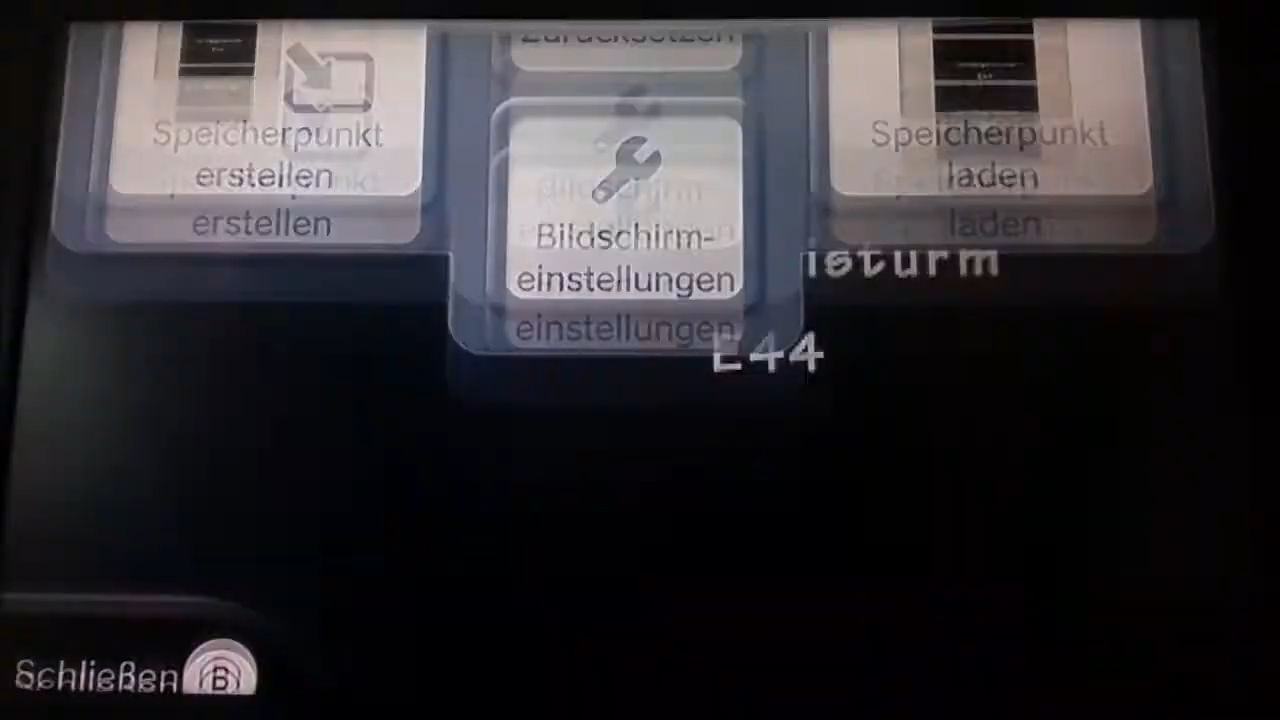 Zurücksetzen
Speicherpunkt
erstellen
erstellen
Bildschirm-
einstellungen
einstellungen
Speicherpunkt
laden
laden
isturm
E44
Schließen B